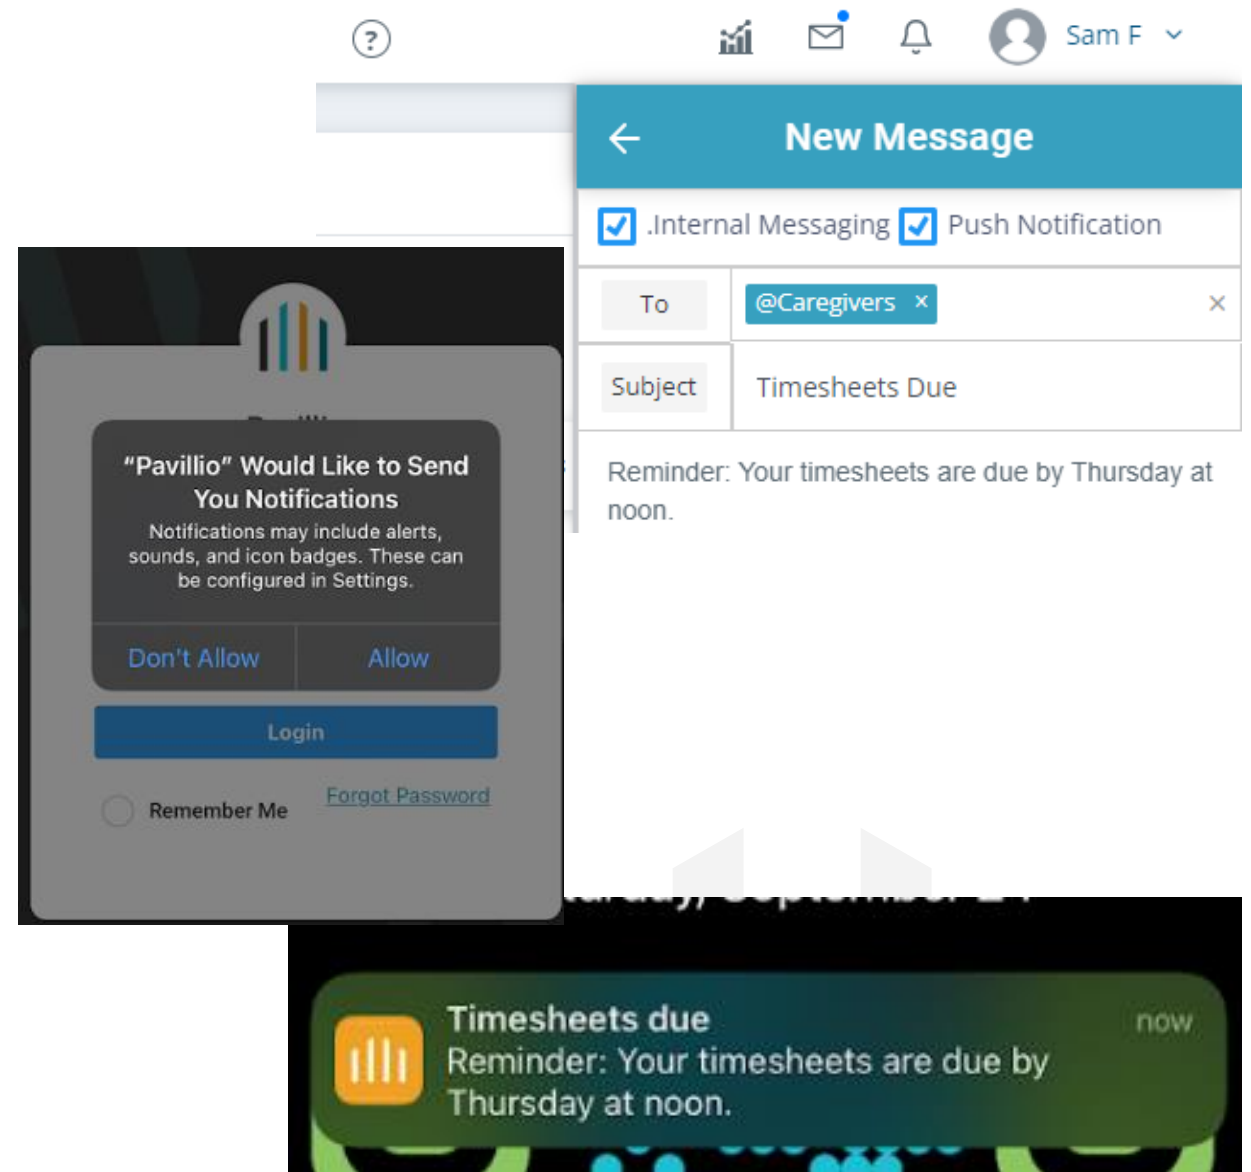 ?
Sam F
New Message
.Internal Messaging Push Notification
To @Caregivers ×
Subject Timesheets Due
Reminder: Your timesheets are due by Thursday at
noon.
“Pavillio” Would Like to Send
You Notifications
Notifications may include alerts,
sounds, and icon badges. These can
be configured in Settings.
Don't Allow Allow
Login
Remember Me Forgot Password
Timesheets due now
Reminder: Your timesheets are due by
Thursday at noon.